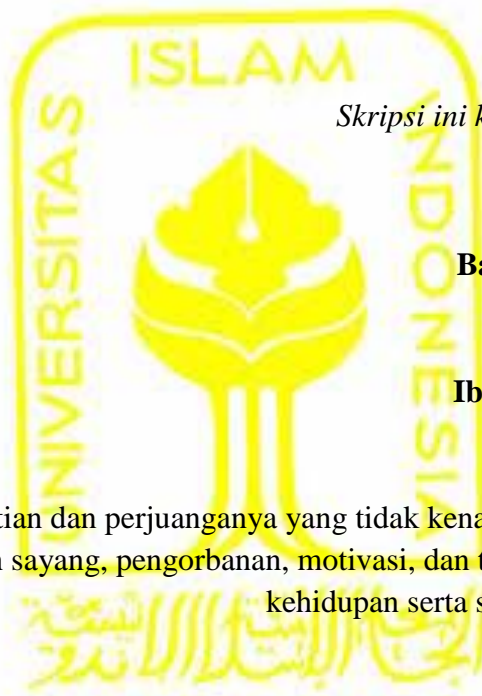 ISLAM
UNIVERSITAS
INDONESIA
Skripsi ini k
Ba
Ib
tian dan perjuanganya yang tidak kena
n sayang, pengorbanan, motivasi, dan t
kehidupan serta s